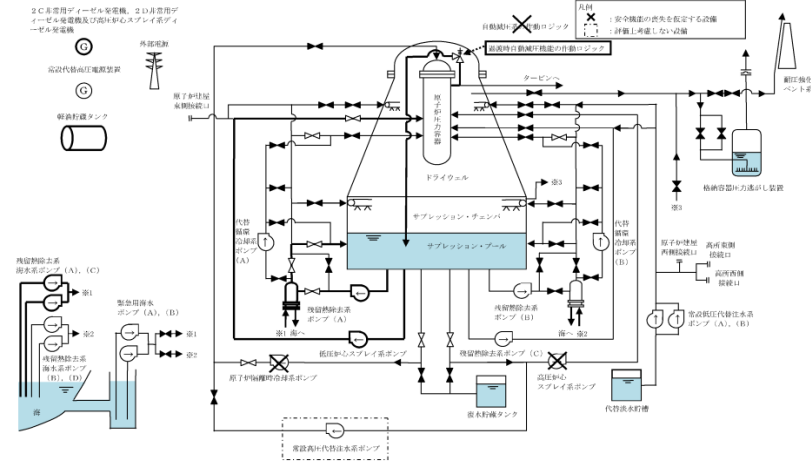 2C非常用ディーゼル発電機，2D非常用デ
ィーゼル発電機及び高圧炉心スプレイ系ディ
ーゼル発電機
G
外部電源
常設代替高圧電源装置
G
軽油貯蔵タンク
自動減圧系の作動ロジック
過渡時自動減圧機能の作動ロジック
凡例
：安全機能の喪失を仮定する設備
：評価上考慮しない設備
原子炉建屋
東側接続口
原子炉圧力容器
タービンへ
耐圧強化
ベント系
格納容器圧力逃がし装置
ドライウェル
※3
※3
サプレッション・チェンバ
サプレッション・プール
代替
循環
冷却系
ポンプ
(A)
代替
循環
冷却系
ポンプ
(B)
原子炉建屋
西側接続口
高所東側
接続口
高所西側
接続口
残留熱除去系
海水系ポンプ（A），（C）
※1
※2
残留熱除去系
海水系ポンプ
（B），（D）
海
緊急用海水
ポンプ（A），（B）
※1
※2
残留熱除去系
ポンプ（A）
※1 海へ
残留熱除去系
ポンプ（B）
海へ ※2
常設低圧代替注水系
ポンプ（A），（B）
低圧炉心スプレイ系ポンプ
残留熱除去系ポンプ（C）
原子炉隔離時冷却系ポンプ
高圧炉心
スプレイ系ポンプ
復水貯蔵タンク
代替淡水貯槽
常設高圧代替注水系ポンプ